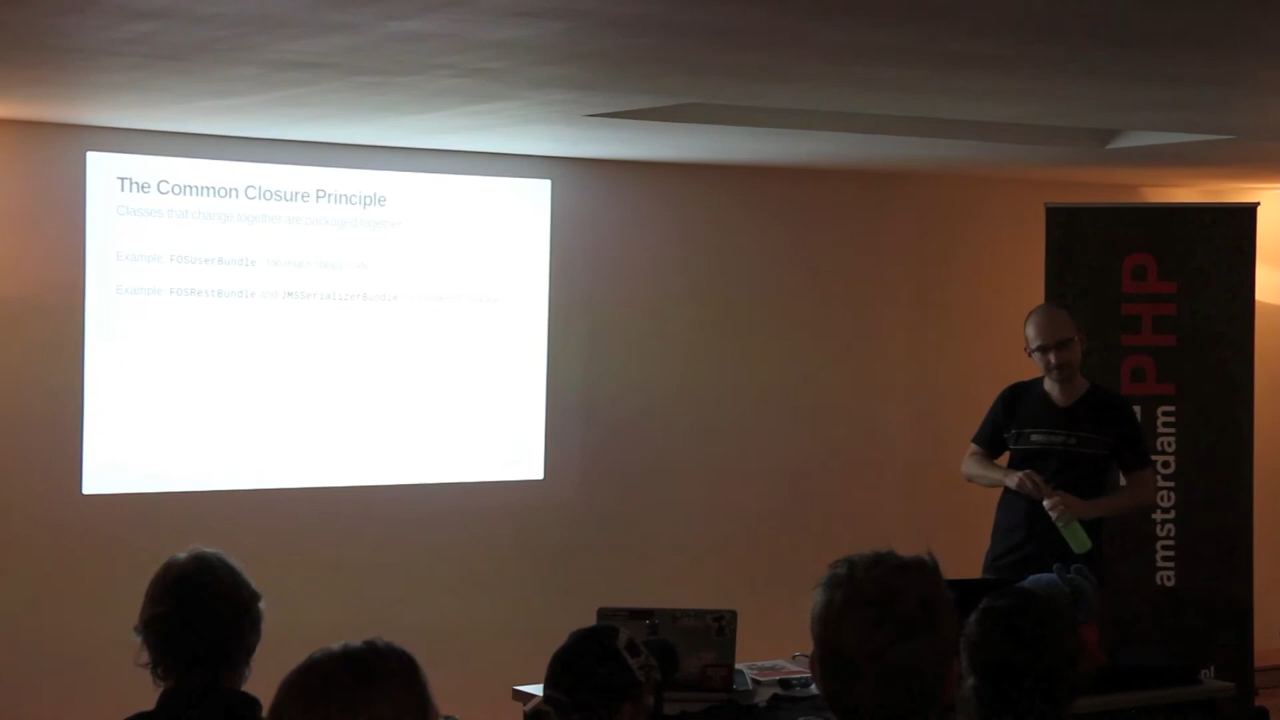 The Common Closure Principle
Classes that change together are packaged together
Example: FOSUserBundle
Example: FOSRestBundle and JMSSerializerBundle
amsterdam PHP
nl